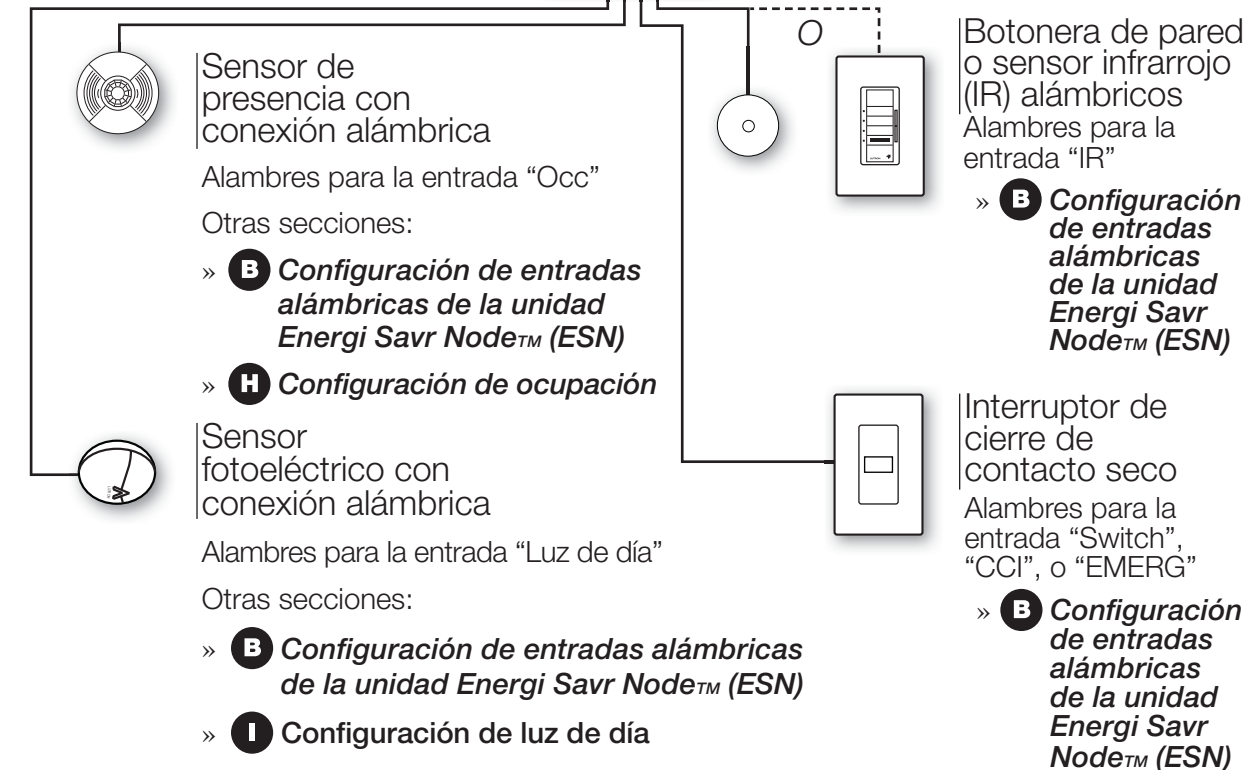 Sensor de
presencia con
conexión alámbrica
Alambres para la entrada “Occ”
Otras secciones:
» B Configuración de entradas
alámbricas de la unidad
Energi Savr Node™ (ESN)
» H Configuración de ocupación
Sensor
fotoeléctrico con
conexión alámbrica
Alambres para la entrada “Luz de día”
Otras secciones:
» B Configuración de entradas alámbricas
de la unidad Energi Savr Node™ (ESN)
» I Configuración de luz de día
O
Botonera de pared
o sensor infrarrojo
(IR) alámbricos
Alambres para la
entrada “IR”
» B Configuración
de entradas
alámbricas
de la unidad
Energi Savr
Node™ (ESN)
Interruptor de
cierre de
contacto seco
Alambres para la
entrada “Switch”,
“CCI”, o “EMERG”
» B Configuración
de entradas
alámbricas
de la unidad
Energi Savr
Node™ (ESN)